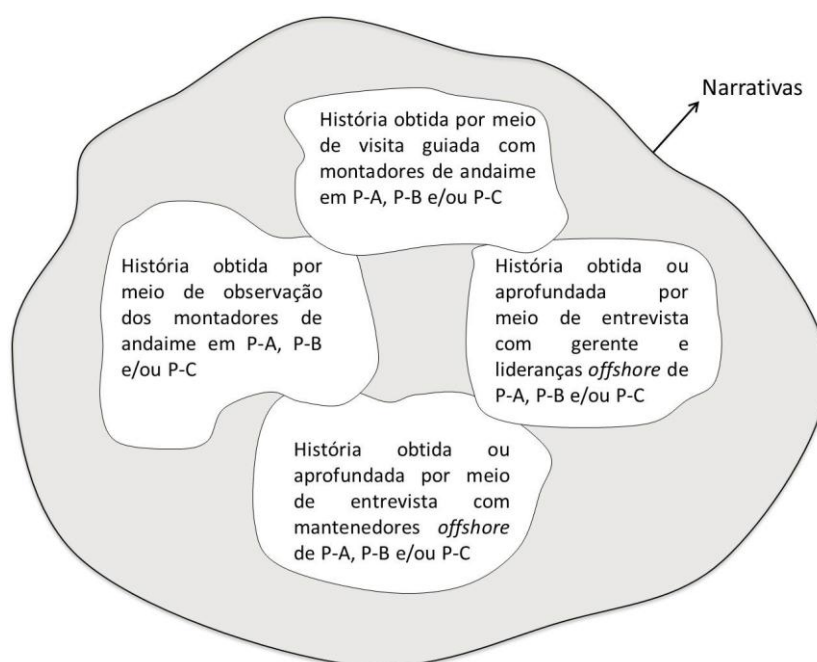 Narrativas
História obtida por meio
de visita guiada com
montadores de andaime
em P-A, P-B e/ou P-C
História obtida por
meio de observação
dos montadores de
andaime em P-A, P-B
e/ou P-C
História obtida ou
aprofundada por
meio de entrevista
com gerente e
lideranças offshore de
P-A, P-B e/ou P-C
História obtida ou
aprofundada por meio
de entrevista com
mantenedores offshore
de P-A, P-B e/ou P-C